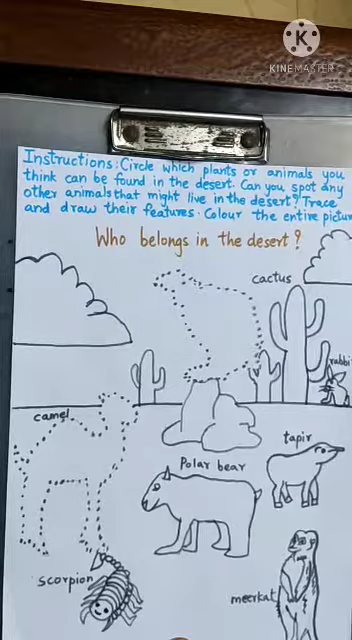 K
KINEMASTER
Instructions: Circle which plants or animals you
think can be found in the desert. Can you spot any
other animals that might live in the desert? Trace
and draw their features. Colour the entire pictur
Who belongs in the desert?
cactus
rabbi
camel
tapir
Polar bear
scorpion
meerkat